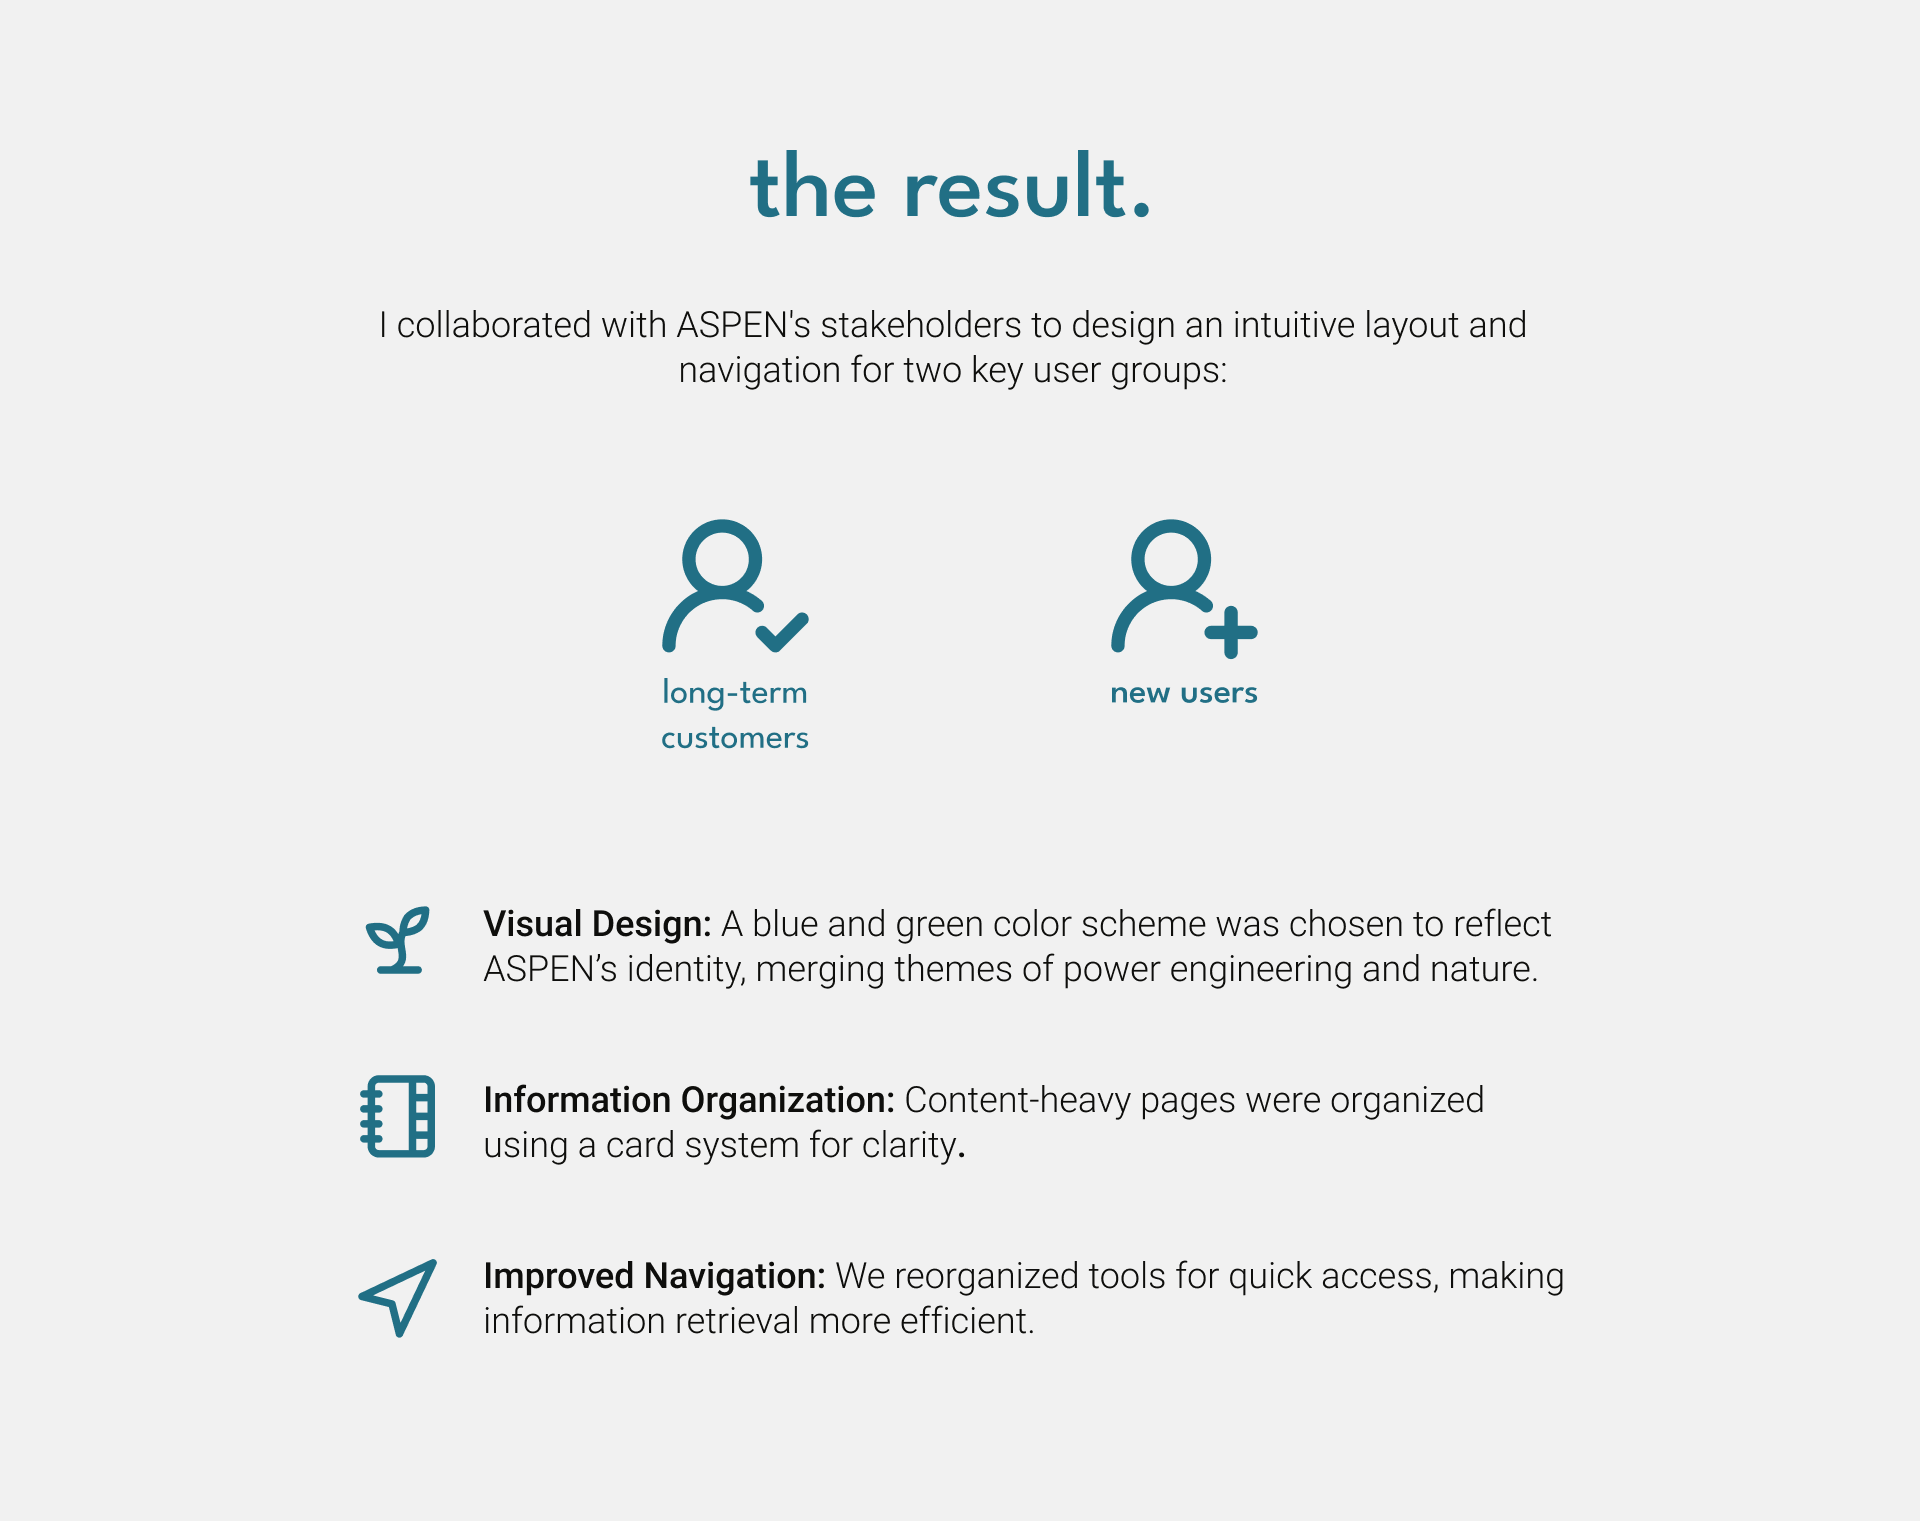 the result.
I collaborated with ASPEN's stakeholders to design an intuitive layout and
navigation for two key user groups:
long-term
customers
new users
Visual Design: A blue and green color scheme was chosen to reflect
ASPEN’s identity, merging themes of power engineering and nature.
Information Organization: Content-heavy pages were organized
using a card system for clarity.
Improved Navigation: We reorganized tools for quick access, making
information retrieval more efficient.